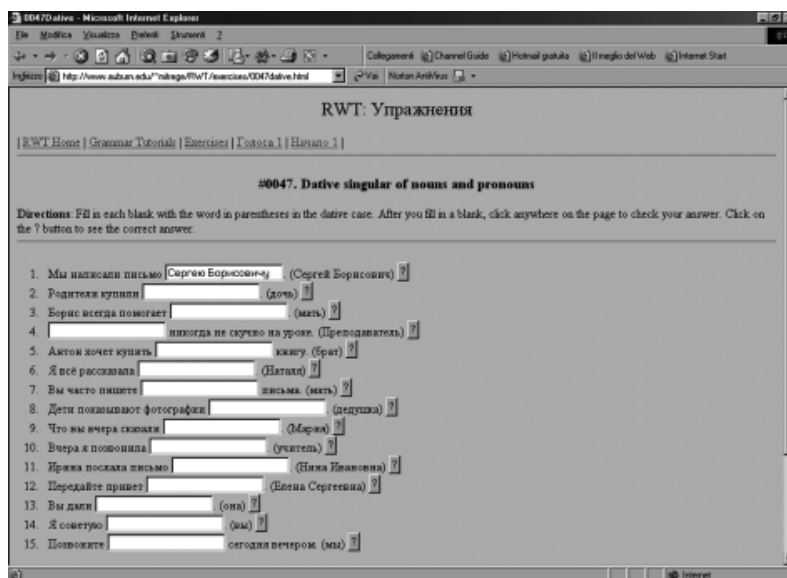 0047Dative - Microsoft Internet Explorer
File Modifica Visualizza Preferiti Strumenti ?
Collegamenti Channel Guide Hotmail gratuita Il meglio del Web Internet Start
Indirizzo http://www.auburn.edu/~mitrege/RWT/exercises/0047dative.html Vai Norton AntiVirus
RWT: Упражнения
| RWT Home | Grammar Tutorials | Exercises | Голоса 1 | Начало 1 |
#0047. Dative singular of nouns and pronouns
Directions: Fill in each blank with the word in parentheses in the dative case. After you fill in a blank, click anywhere on the page to check your answer. Click on
the ? button to see the correct answer.
1. Мы написали письмо Сергею Борисовичу . (Сергей Борисович) ?
2. Родители купили . (дочь) ?
3. Борис всегда помогает . (мать) ?
4. никогда не скучно на уроке. (Преподаватель) ?
5. Антон хочет купить книгу. (брат) ?
6. Я всё рассказала . (Наталя) ?
7. Вы часто пишете письма. (мать) ?
8. Дети показывают фотографии . (дедушка) ?
9. Что вы вчера сказали . (Мария) ?
10. Вчера я позвонила . (учитель) ?
11. Ирина послала письмо . (Нина Ивановна) ?
12. Передайте привет . (Елена Сергеевна) ?
13. Вы дали . (она) ?
14. Я советую . (вы) ?
15. Позвоните сегодня вечером. (мы) ?
Internet